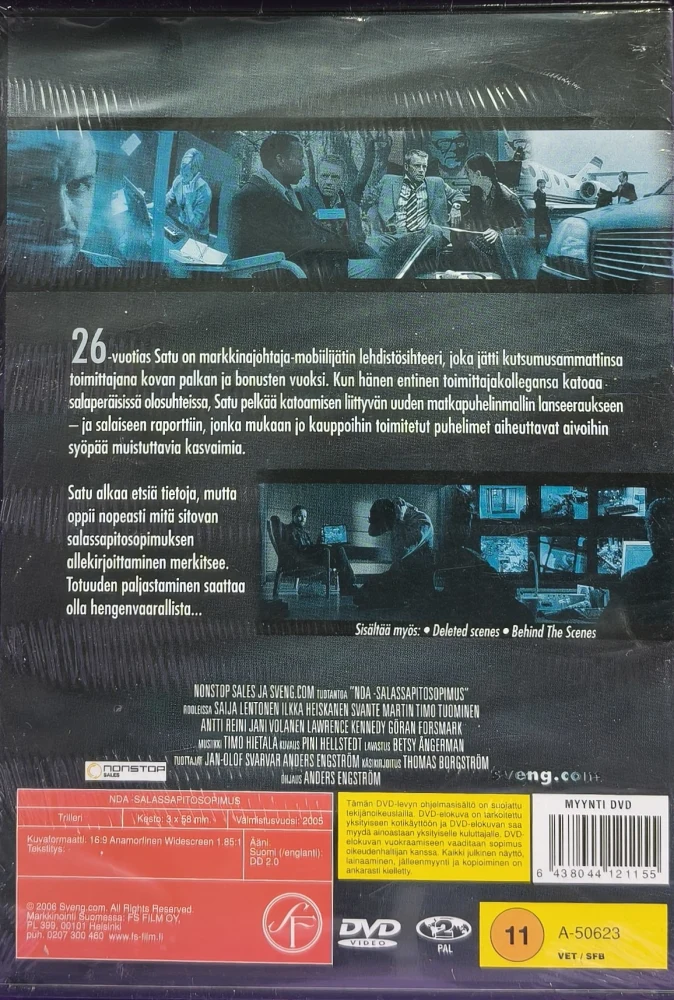 26-vuotias Satu on markkinajohtaja-mobiilijätin lehdistösihteeri, joka jätti kutsumusammattinsa
toimittajana kovan palkan ja bonusten vuoksi. Kun hänen entinen toimittajakollegansa katoaa
salaperäisissä olosuhteissa, Satu pelkää katoamisen liittyvän uuden matkapuhelinmallin lanseeraukseen
– ja salaiseen raporttiin, jonka mukaan jo kauppoihin toimitetut puhelimet aiheuttavat aivoihin
syöpää muistuttavia kasvaimia.
Satu alkaa etsiä tietoja, mutta
oppii nopeasti mitä sitovan
salassapitosopimuksen
allekirjoittaminen merkitsee.
Totuuden paljastaminen saattaa
olla hengenvaarallista...
Sisältää myös: • Deleted scenes • Behind The Scenes
NONSTOP SALES JA SVENG.COM TUOTANTOA "NDA -SALASSAPITOSOPIMUS"
ROOLEISSA SAIJA LENTONEN ILKKA HEISKANEN SVANTE MARTIN TIMO TUOMINEN
ANTTI REINI JANI VOLANEN LAWRENCE KENNEDY GÖRAN FORSMARK
MUSIIKKI TIMO HIETALA KUVAUS PINI HELLSTEDT LAVASTUS BETSY ÅNGERMAN
TUOTTAJAT JAN-OLOF SVARVAR ANDERS ENGSTRÖM KÄSIKIRJOITUS THOMAS BORGSTRÖM
OHJAUS ANDERS ENGSTRÖM
nonstop
SALES
sveng.com
NDA-SALASSAPITOSOPIMUS
Trilleri
Kesto: 3 x 58 min.
Valmistusvuosi: 2005
Kuvaformaatti: 16:9 Anamorfinen Widescreen 1.85:1
Tekstitys: -
Ääni:
Suomi (/englanti):
DD 2.0
© 2006 Sveng.com. All Rights Reserved.
Markkinointi Suomessa: FS FILM OY,
PL 399, 00101 Helsinki
puh. 0207 300 460 www.fs-film.fi
SF
Tämän DVD-levyn ohjelmasisältö on suojattu
tekijänoikeuslailla. DVD-elokuva on tarkoitettu
yksityiseen kotikäyttöön ja DVD-elokuvan saa
myydä ainoastaan yksityiselle kuluttajalle. DVD-
elokuvan vuokraamiseen vaaditaan sopimus
oikeudenhaltijan kanssa. Kaikki julkinen näyttö,
lainaaminen, jälleenmyynti ja kopioiminen on
ankarasti kielletty.
MYYNTI DVD
6 438044 121155
DVD
VIDEO
2
PAL
11
A-50623
VET / SFB